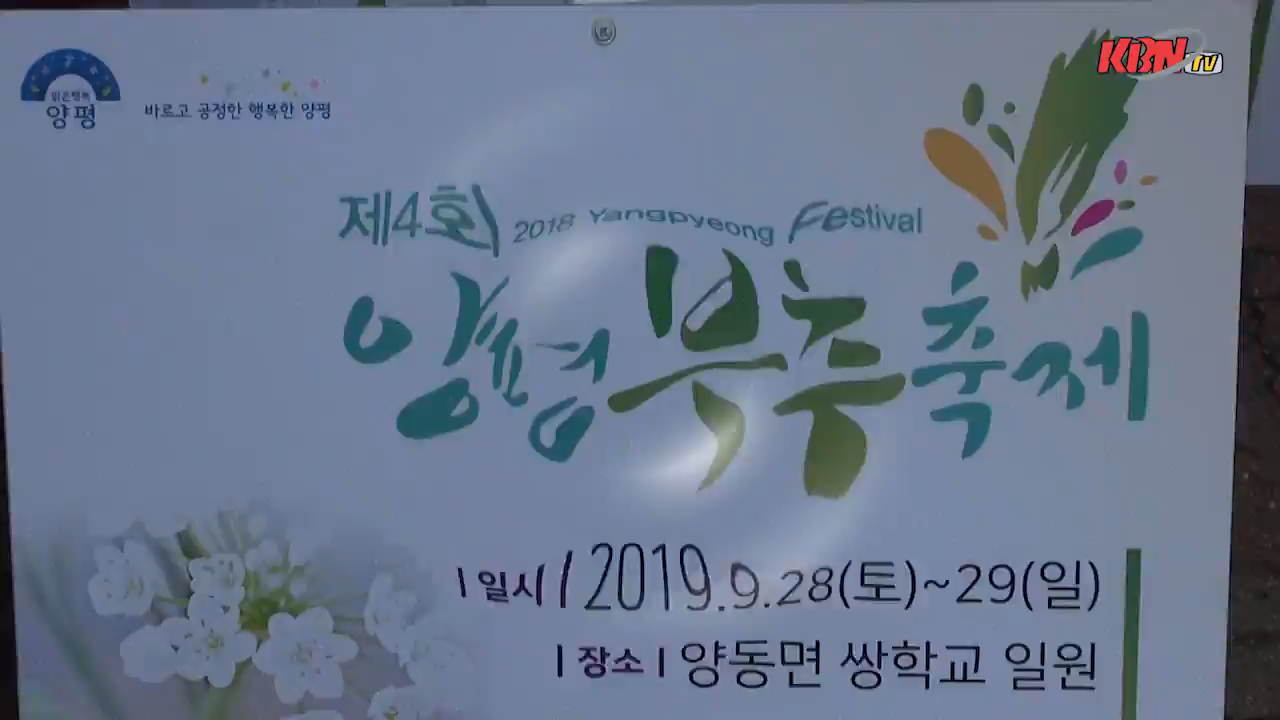 KBN TV
맑은행복
양평
바르고 공정한 행복한 양평
제4회 2018 Yangpyeong Festival
양평부추축제
| 일시 / 2019.9.28(토)~29(일)
| 장소 | 양동면 쌍학교 일원